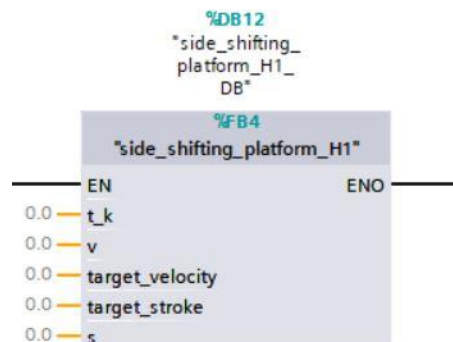 %DB12
"side_shifting_
platform_H1_
DB"
%FB4
"side_shifting_platform_H1"
EN ENO
0.0 t_k
0.0 v
0.0 target_velocity
0.0 target_stroke
0.0 s